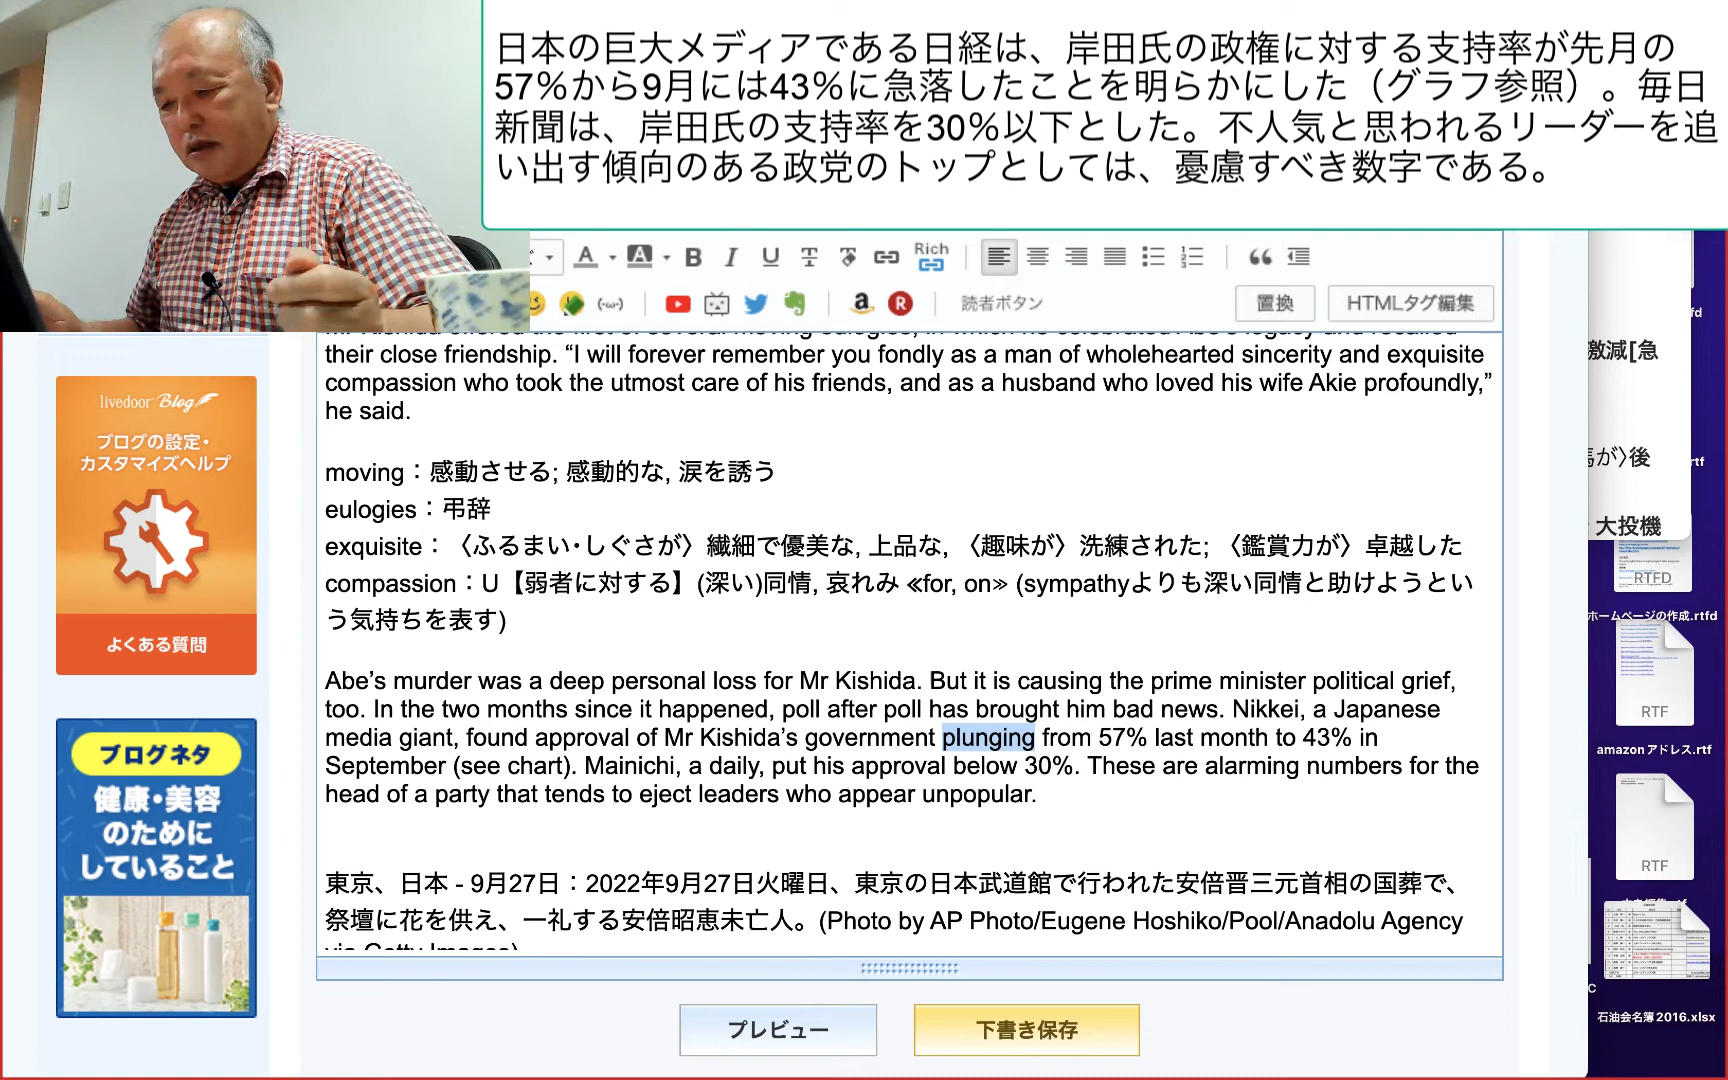 日本の巨大メディアである日経は、岸田氏の政権に対する支持率が先月の
57%から9月には43%に急落したことを明らかにした（グラフ参照）。毎日
新聞は、岸田氏の支持率を30%以下とした。不人気と思われるリーダーを追
い出す傾向のある政党のトップとしては、憂慮すべき数字である。
Rich
読者ボタン
置換
HTMLタグ編集
their close friendship. “I will forever remember you fondly as a man of wholehearted sincerity and exquisite
compassion who took the utmost care of his friends, and as a husband who loved his wife Akie profoundly,”
he said.
moving：感動させる; 感動的な, 涙を誘う
eulogies：弔辞
exquisite：〈ふるまい･しぐさが〉繊細で優美な, 上品な, 〈趣味が〉洗練された; 〈鑑賞力が〉卓越した
compassion：U【弱者に対する】(深い)同情, 哀れみ ≪for, on≫ (sympathyよりも深い同情と助けようとい
う気持ちを表す)
Abe’s murder was a deep personal loss for Mr Kishida. But it is causing the prime minister political grief,
too. In the two months since it happened, poll after poll has brought him bad news. Nikkei, a Japanese
media giant, found approval of Mr Kishida’s government plunging from 57% last month to 43% in
September (see chart). Mainichi, a daily, put his approval below 30%. These are alarming numbers for the
head of a party that tends to eject leaders who appear unpopular.
東京、日本 - 9月27日：2022年9月27日火曜日、東京の日本武道館で行われた安倍晋三元首相の国葬で、
祭壇に花を供え、一礼する安倍昭恵未亡人。(Photo by AP Photo/Eugene Hoshiko/Pool/Anadolu Agency
プレビュー
下書き保存
livedoor Blog
ブログの設定・
カスタマイズヘルプ
よくある質問
ブログネタ
健康・美容
のために
していること
激減[急
が〉後
大投機
fd
rtf
RTFD
ホームページの作成.rtfd
RTF
amazonアドレス.rtf
RTF
石油会名簿2016.xlsx